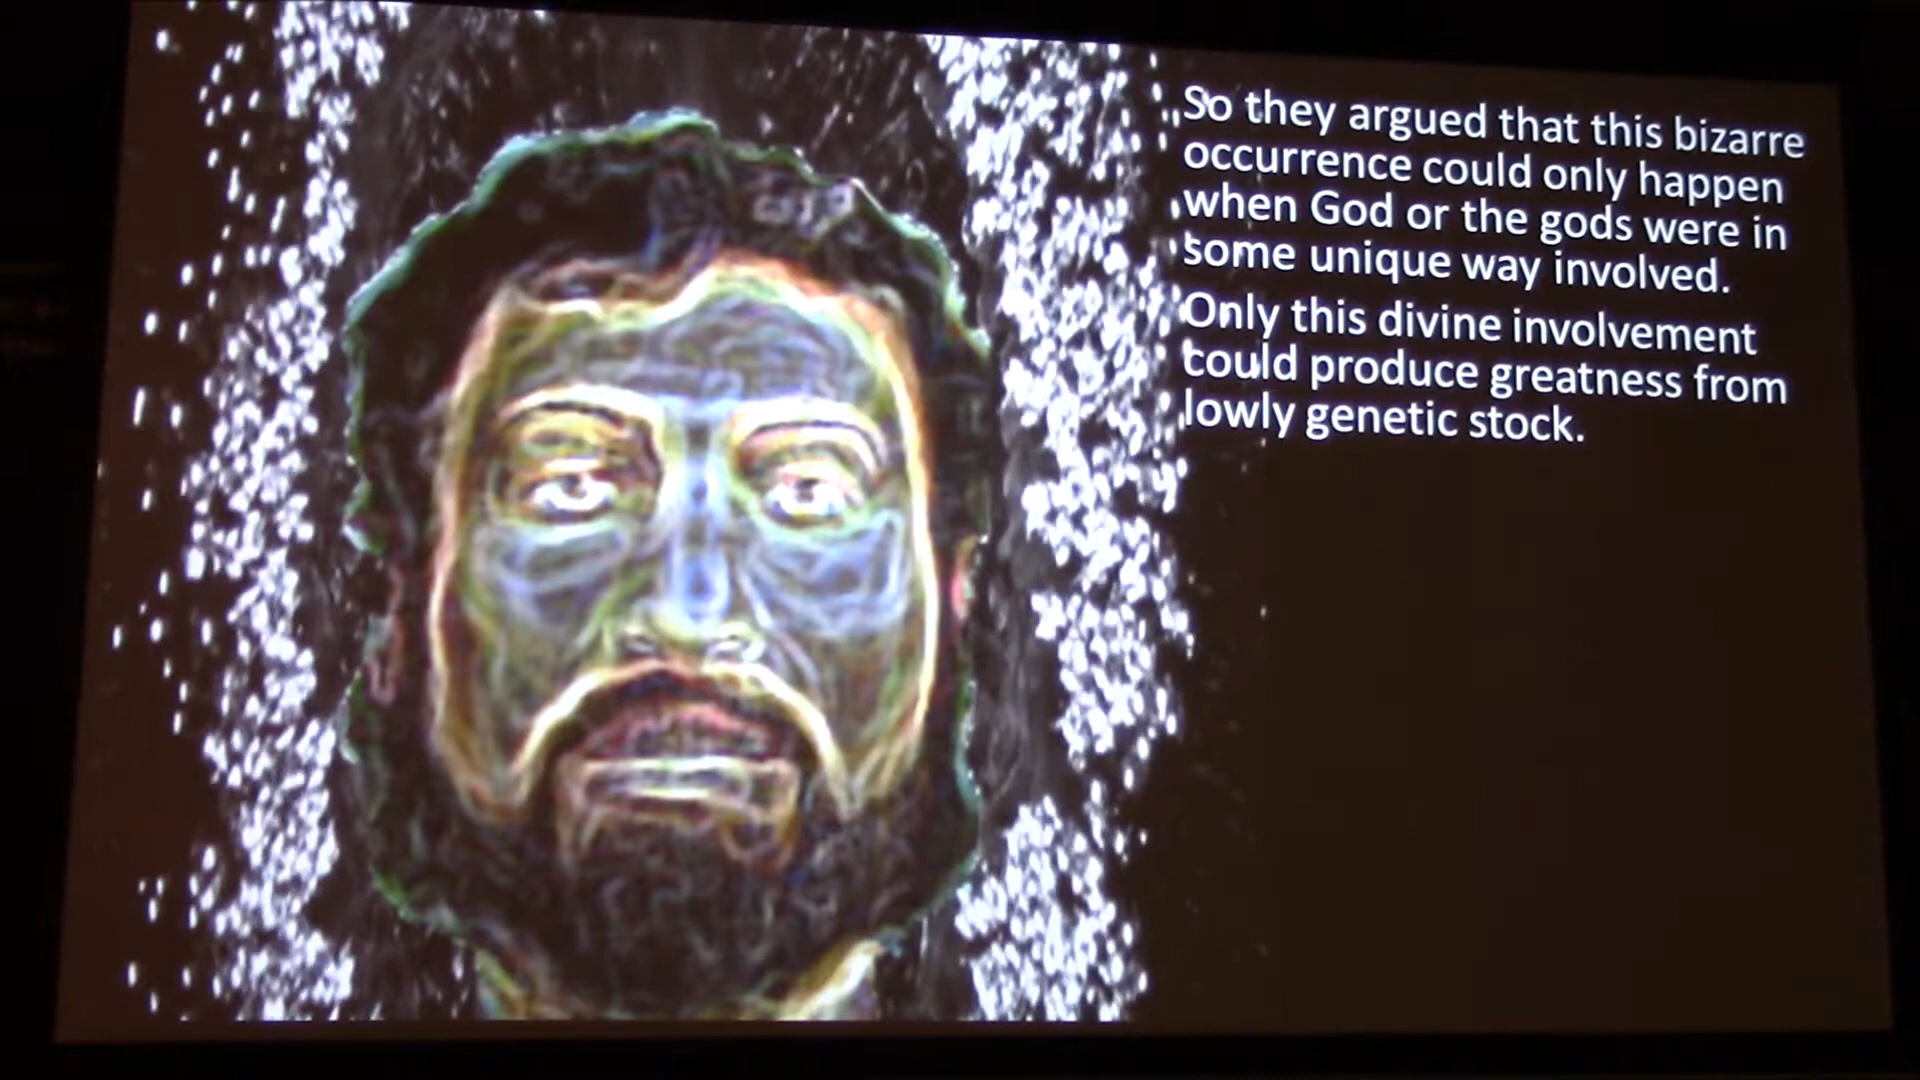 So they argued that this bizarre
occurrence could only happen
when God or the gods were in
some unique way involved.
Only this divine involvement
could produce greatness from
lowly genetic stock.